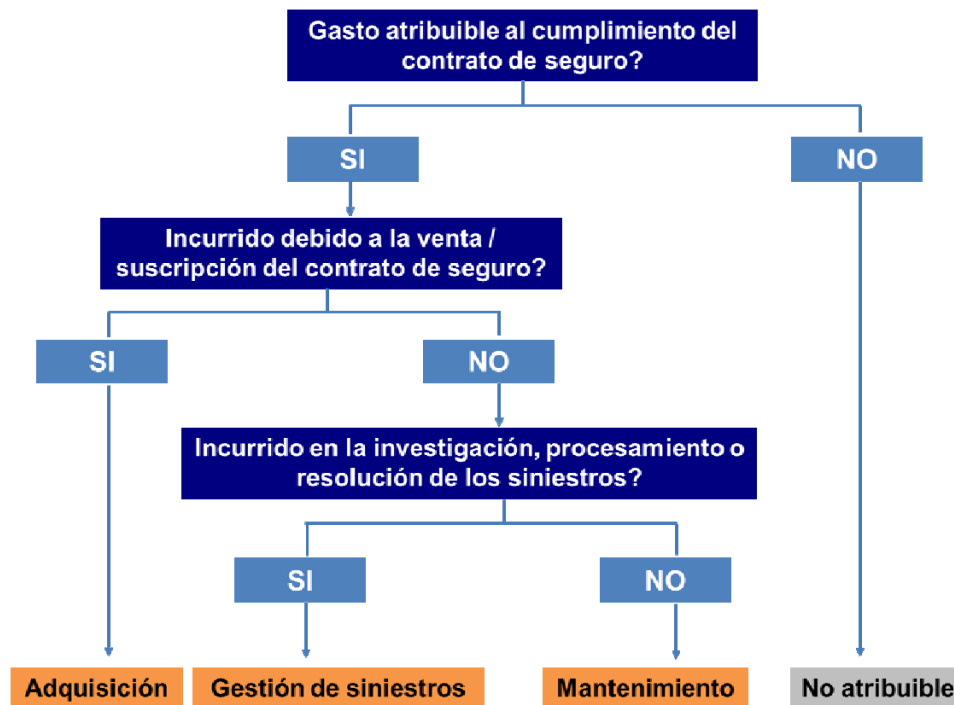 Gasto atribuible al cumplimiento del
contrato de seguro?
SI
NO
Incurrido debido a la venta /
suscripción del contrato de seguro?
SI
NO
Incurrido en la investigación, procesamiento o
resolución de los siniestros?
SI
NO
Adquisición
Gestión de siniestros
Mantenimiento
No atribuible